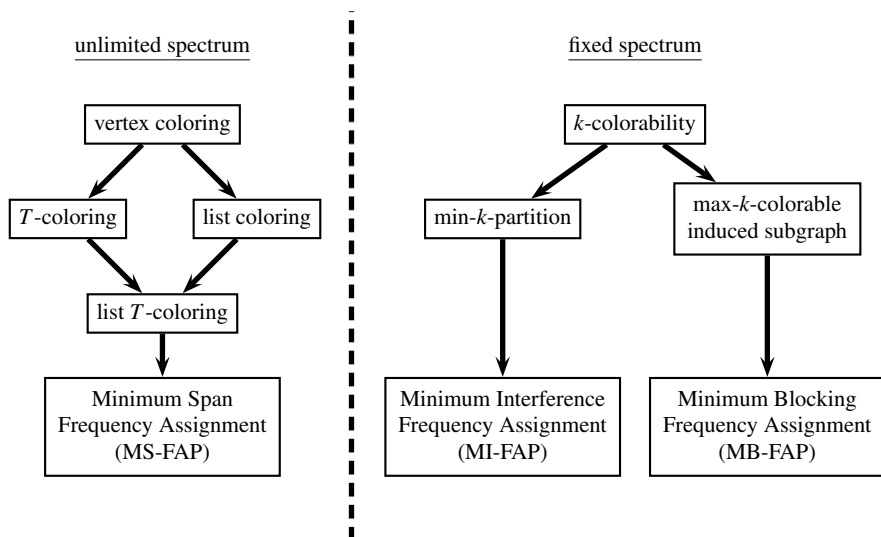 unlimited spectrum
fixed spectrum
vertex coloring
k-colorability
T-coloring
list coloring
min-k-partition
max-k-colorable
induced subgraph
list T-coloring
Minimum Span
Frequency Assignment
(MS-FAP)
Minimum Interference
Frequency Assignment
(MI-FAP)
Minimum Blocking
Frequency Assignment
(MB-FAP)